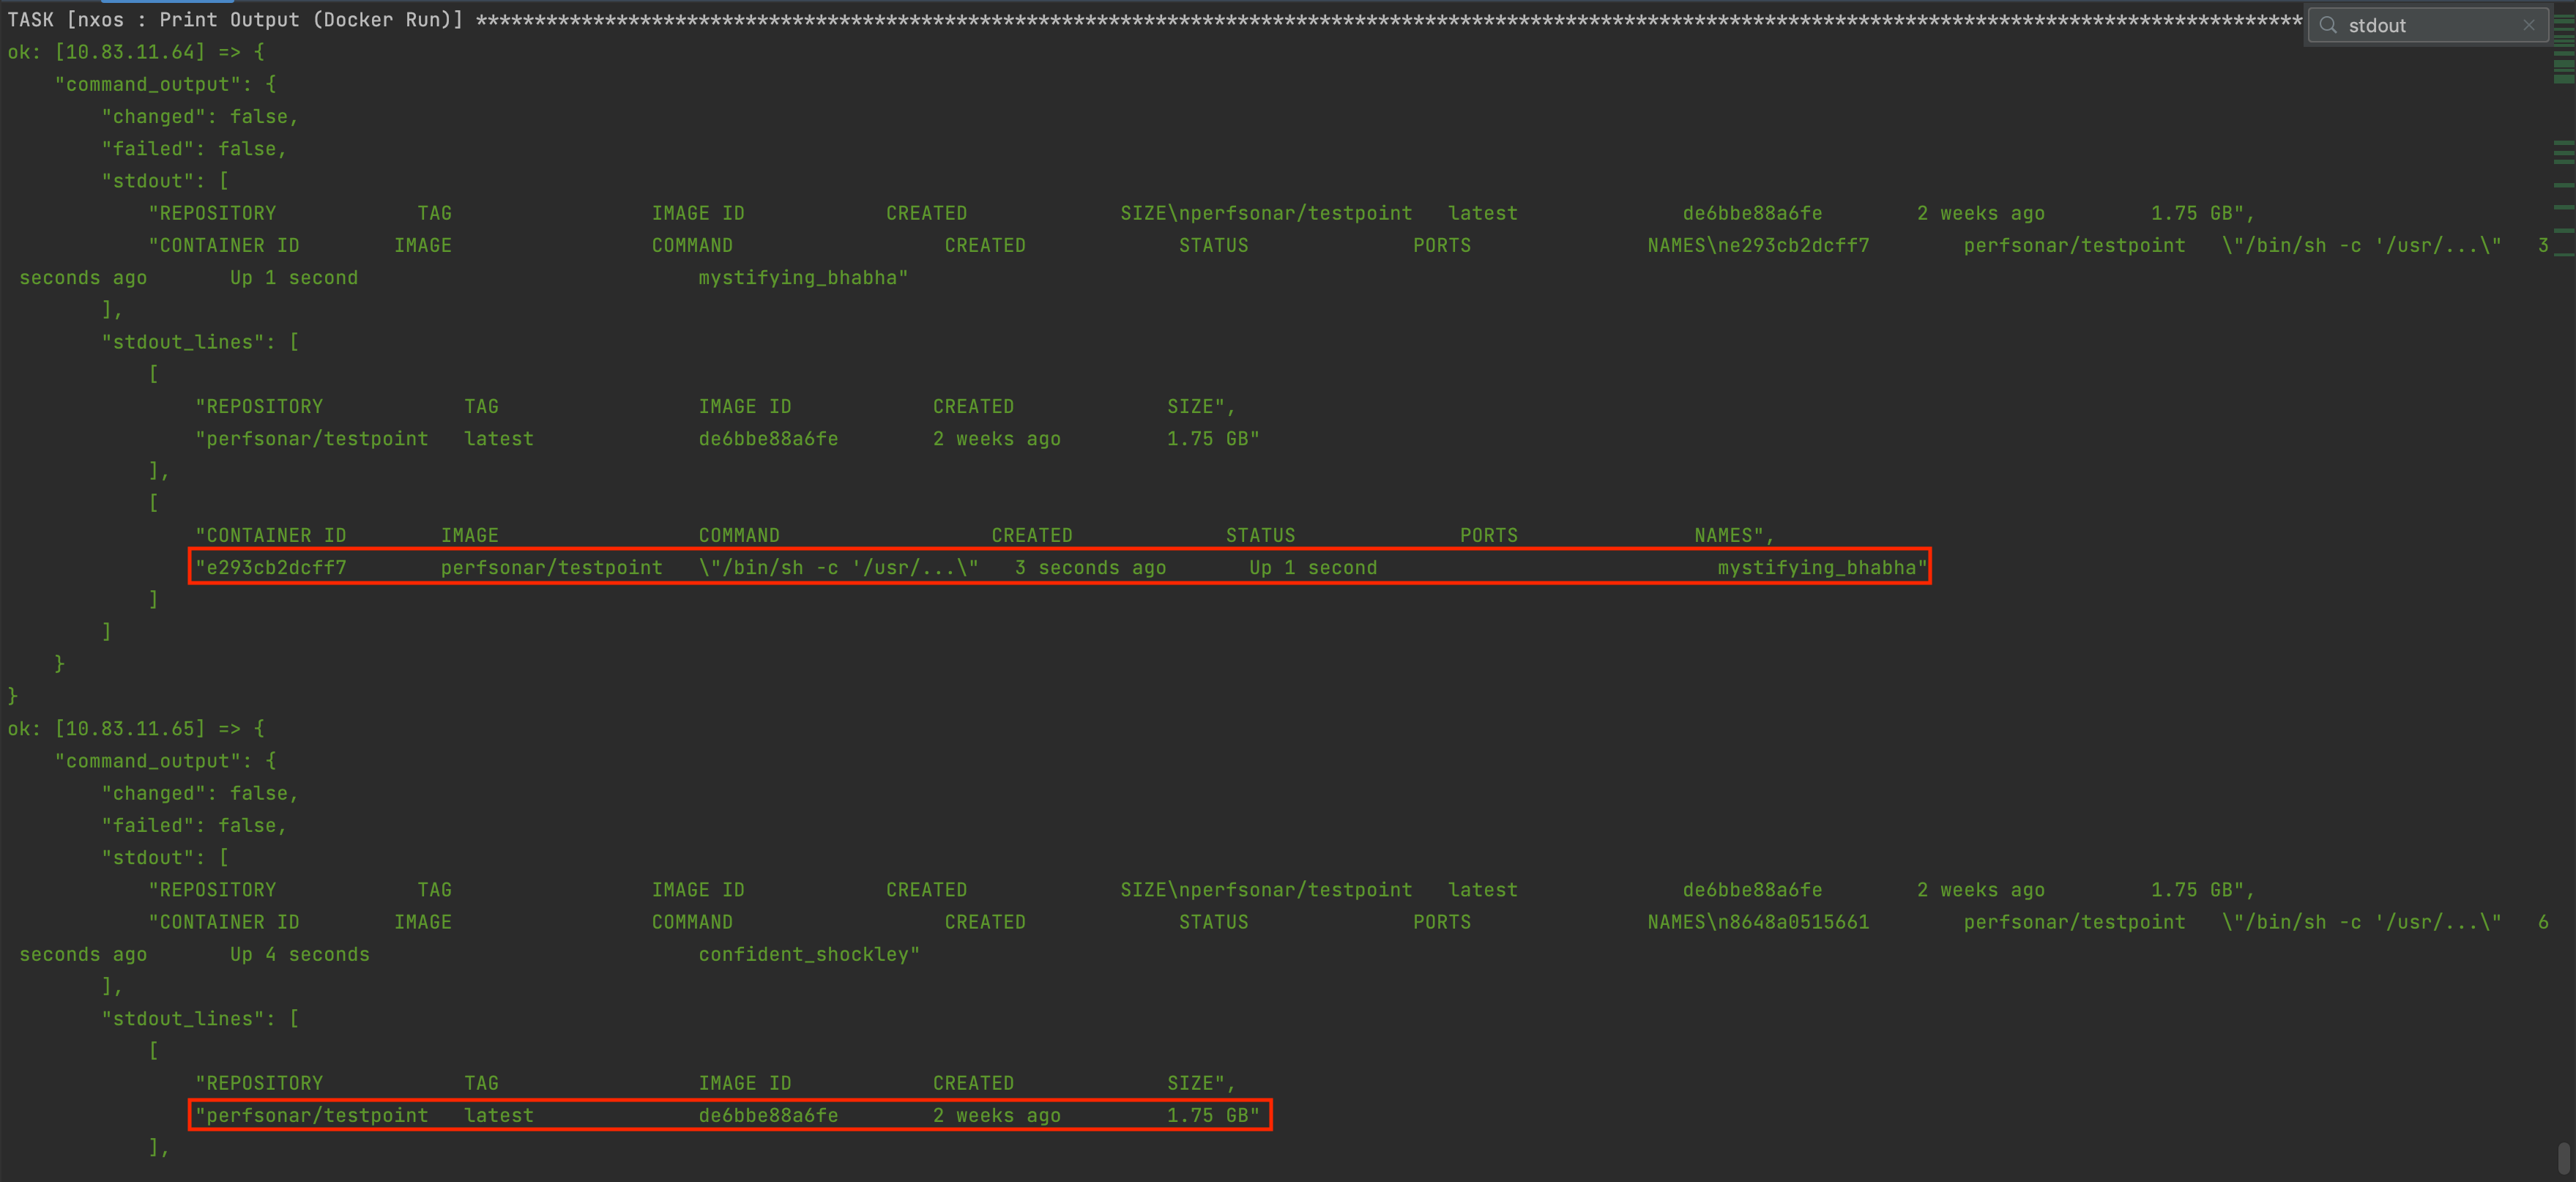 TASK [nxos : Print Output (Docker Run)] ************************************************************************************************************************************************************
stdout
ok: [10.83.11.64] => {
    "command_output": {
        "changed": false,
        "failed": false,
        "stdout": [
            "REPOSITORY            TAG                 IMAGE ID            CREATED             SIZE\nperfsonar/testpoint   latest              de6bbe88a6fe        2 weeks ago         1.75 GB",
            "CONTAINER ID        IMAGE                 COMMAND                  CREATED             STATUS              PORTS               NAMES\ne293cb2dcff7        perfsonar/testpoint   \"/bin/sh -c '/usr/...\"   3
 seconds ago       Up 1 second                             mystifying_bhabha"
        ],
        "stdout_lines": [
            [
                "REPOSITORY            TAG                 IMAGE ID            CREATED             SIZE",
                "perfsonar/testpoint   latest              de6bbe88a6fe        2 weeks ago         1.75 GB"
            ],
            [
                "CONTAINER ID        IMAGE                 COMMAND                  CREATED             STATUS              PORTS               NAMES",
                "e293cb2dcff7        perfsonar/testpoint   \"/bin/sh -c '/usr/...\"   3 seconds ago       Up 1 second                             mystifying_bhabha"
            ]
        ]
    }
}
ok: [10.83.11.65] => {
    "command_output": {
        "changed": false,
        "failed": false,
        "stdout": [
            "REPOSITORY            TAG                 IMAGE ID            CREATED             SIZE\nperfsonar/testpoint   latest              de6bbe88a6fe        2 weeks ago         1.75 GB",
            "CONTAINER ID        IMAGE                 COMMAND                  CREATED             STATUS              PORTS               NAMES\n8648a0515661        perfsonar/testpoint   \"/bin/sh -c '/usr/...\"   6
 seconds ago       Up 4 seconds                            confident_shockley"
        ],
        "stdout_lines": [
            [
                "REPOSITORY            TAG                 IMAGE ID            CREATED             SIZE",
                "perfsonar/testpoint   latest              de6bbe88a6fe        2 weeks ago         1.75 GB"
            ],